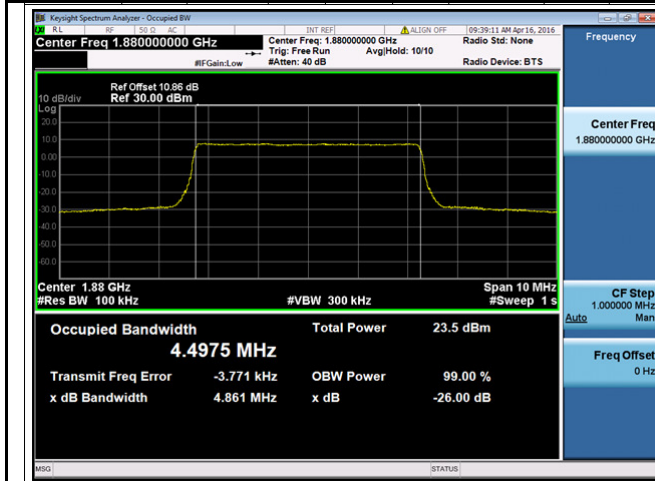 Keysight Spectrum Analyzer - Occupied BW
RL RF 50 Ω AC INT REF ALIGN OFF 09:39:11 AM Apr 16, 2016
Center Freq 1.880000000 GHz
Center Freq: 1.880000000 GHz
Radio Std: None
Trig: Free Run Avg|Hold: 10/10
#IFGain:Low
#Atten: 40 dB
Radio Device: BTS
Frequency
Ref Offset 10.86 dB
10 dB/div Ref 30.00 dBm
Log
20.0
10.0
0.00
-10.0
-20.0
-30.0
-40.0
-50.0
-60.0
Center Freq
1.880000000 GHz
Center 1.88 GHz Span 10 MHz
#Res BW 100 kHz #VBW 300 kHz #Sweep 1 s
CF Step
1.000000 MHz
Auto Man
Occupied Bandwidth Total Power 23.5 dBm
4.4975 MHz
Transmit Freq Error -3.771 kHz OBW Power 99.00 %
x dB Bandwidth 4.861 MHz x dB -26.00 dB
Freq Offset
0 Hz
MSG STATUS